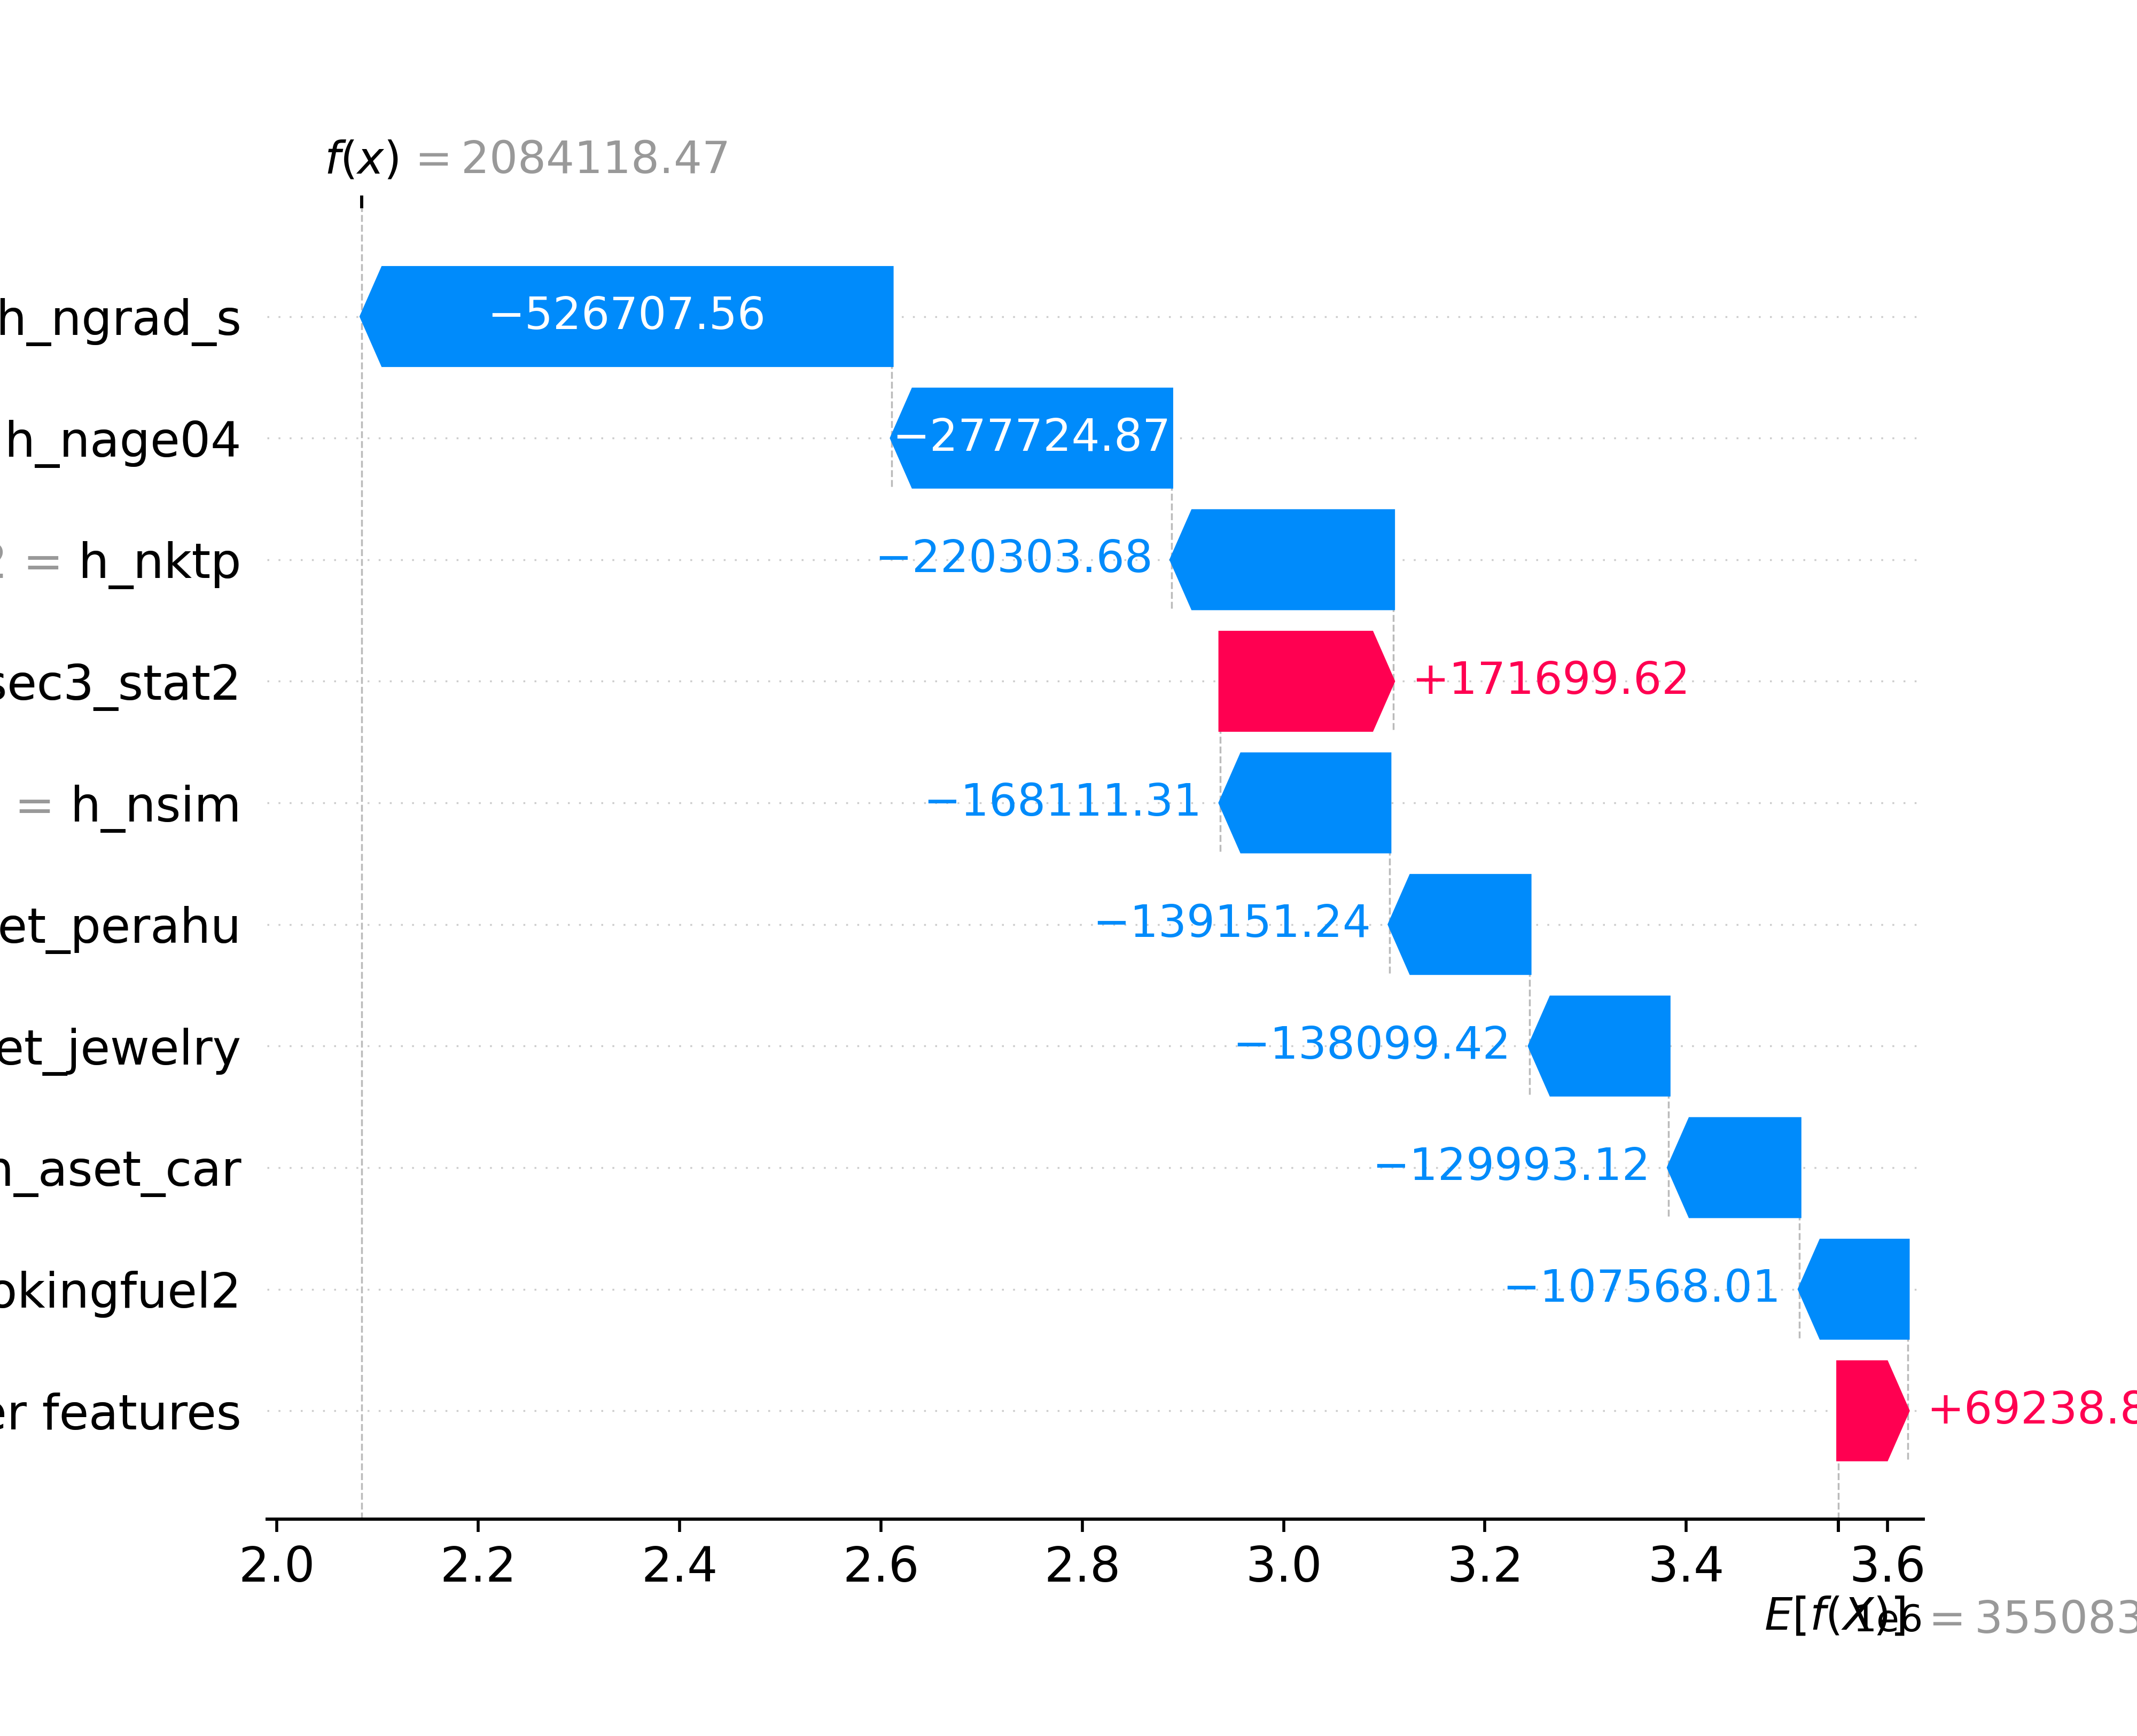 f(x) = 2084118.47
h_ngrad_s −526707.56
h_nage04 −277724.87
= h_nktp −220303.68
sec3_stat2 +171699.62
= h_nsim −168111.31
et_perahu −139151.24
et_jewelry −138099.42
_aset_car −129993.12
okingfuel2 −107568.01
er features +69238.8
2.0 2.2 2.4 2.6 2.8 3.0 3.2 3.4 3.6
E[f(X)] = 355083
1e6